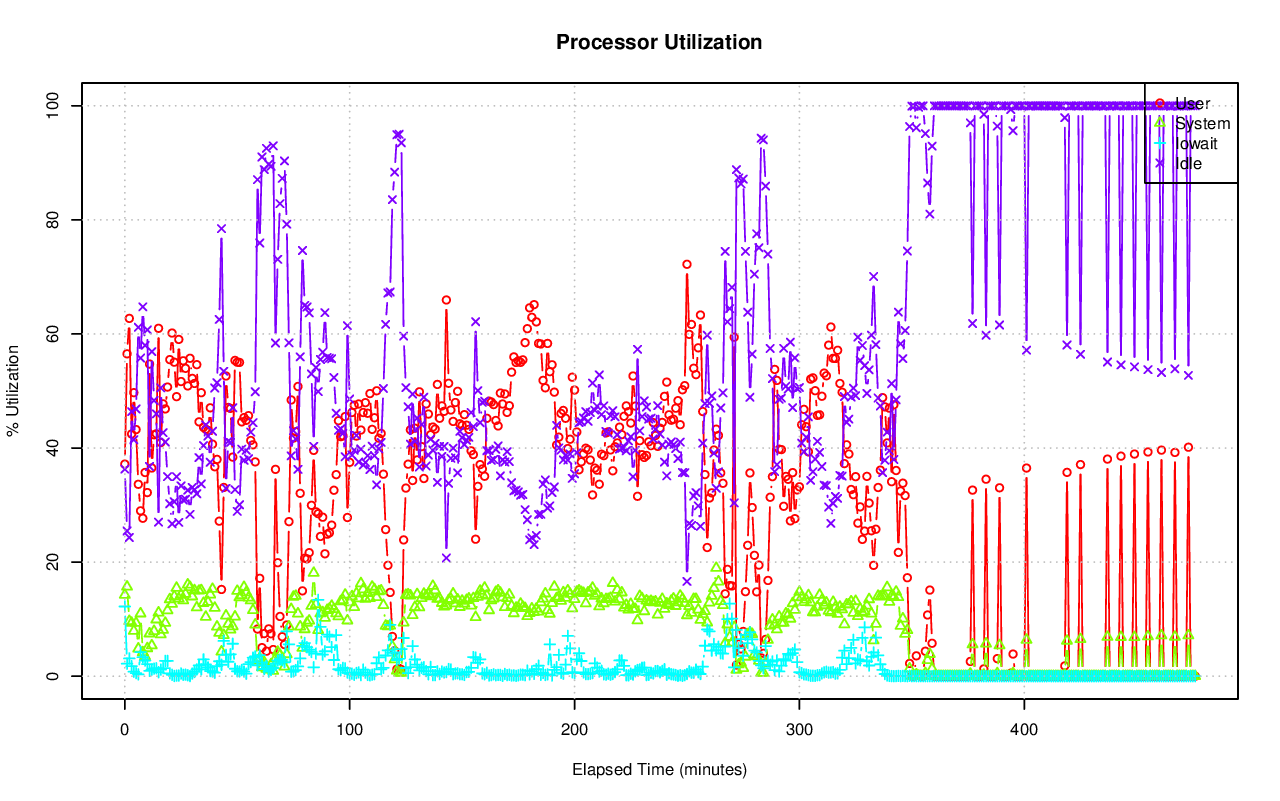 Processor Utilization
% Utilization
100
80
60
40
20
0
User
System
Iowait
Idle
0 100 200 300 400
Elapsed Time (minutes)